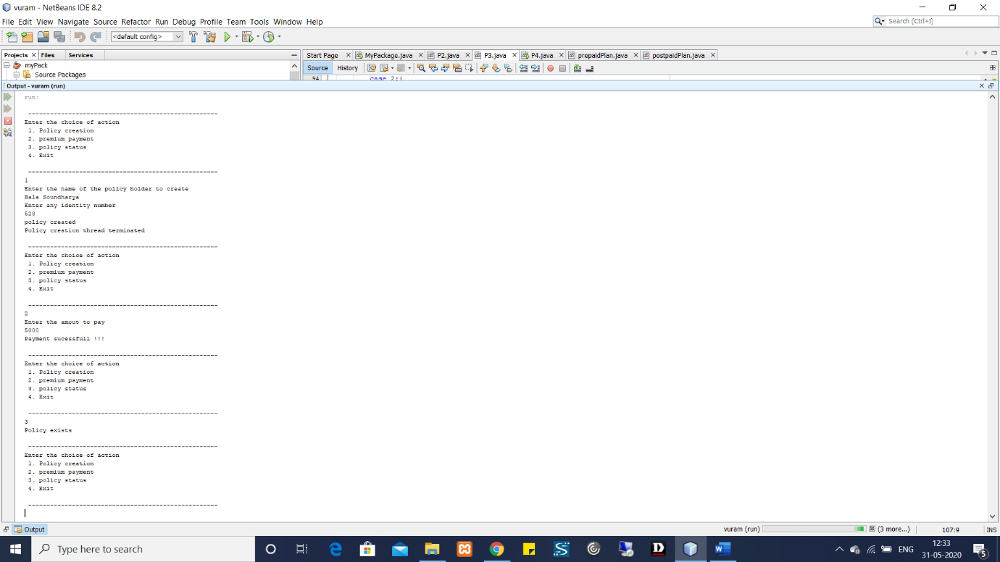 vuram - NetBeans IDE 8.2
File Edit View Navigate Source Refactor Run Debug Profile Team Tools Window Help
Search (Ctrl+I)
<default config>
Projects Files Services
Start Page MyPackage.java P2.java P3.java P4.java prepaidPlan.java postpaidPlan.java
myPack
Source Packages
Source History
94 case 2:{
Output - vuram (run)
run:
----------------------------------------------------
Enter the choice of action
1. Policy creation
2. premium payment
3. policy status
4. Exit
----------------------------------------------------
1
Enter the name of the policy holder to create
Bala Soundharya
Enter any identity number
528
policy created
Policy creation thread terminated
----------------------------------------------------
Enter the choice of action
1. Policy creation
2. premium payment
3. policy status
4. Exit
----------------------------------------------------
2
Enter the amout to pay
5000
Payment sucessfull !!!
----------------------------------------------------
Enter the choice of action
1. Policy creation
2. premium payment
3. policy status
4. Exit
----------------------------------------------------
3
Policy exists
----------------------------------------------------
Enter the choice of action
1. Policy creation
2. premium payment
3. policy status
4. Exit
----------------------------------------------------
Output
vuram (run) (3 more...) 107:9 INS
Type here to search
ENG
12:33
31-05-2020
5